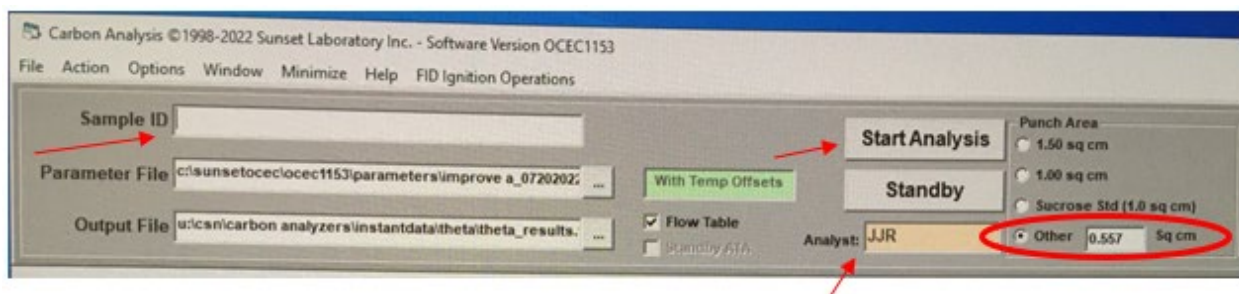 Carbon Analysis ©1998-2022 Sunset Laboratory Inc. - Software Version OCEC1153
File Action Options Window Minimize Help FID Ignition Operations
Sample ID
Start Analysis
Punch Area
1.50 sq cm
Parameter File c:\sunsetocec\ocec1153\parameters\improve a_07202022 ...
With Temp Offsets
Standby
1.00 sq cm
Sucrose Std (1.0 sq cm)
Output File u:\csn\carbon analyzers\instantdata\theta\theta_results. ...
Flow Table
Standby ATA
Analyst: JJR
Other 0.557 Sq cm